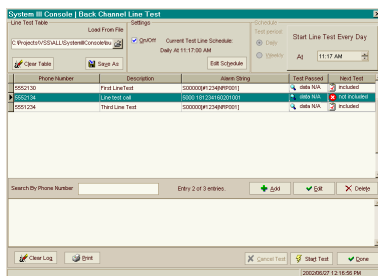 System III Console | Back Channel Line Test
Line Test Table
Load From File
C:\Projects\VSS\ALL\SystemIIIConsole\bu
Clear Table
Save As
Settings
On/Off
Current Test Line Schedule:
Daily At 11:17:00 AM
Edit Schedule
Schedule
Test period
Daily
Weekly
Start Line Test Every Day
At 11:17 AM
Phone Number Description Alarm String Test Passed Next Test
5552130 First LineTest S00000[#1234|NRP001] data N/A included
5552134 Line test call 5000 181234160201001 data N/A not included
5551234 Third Line Test S00000[#1234|NRP001] data N/A included
Search By Phone Number
Entry 2 of 3 entries.
Add
Edit
Delete
Clear Log
Print
Cancel Test
Start Test
Done
2002/06/27 12:16:56 PM